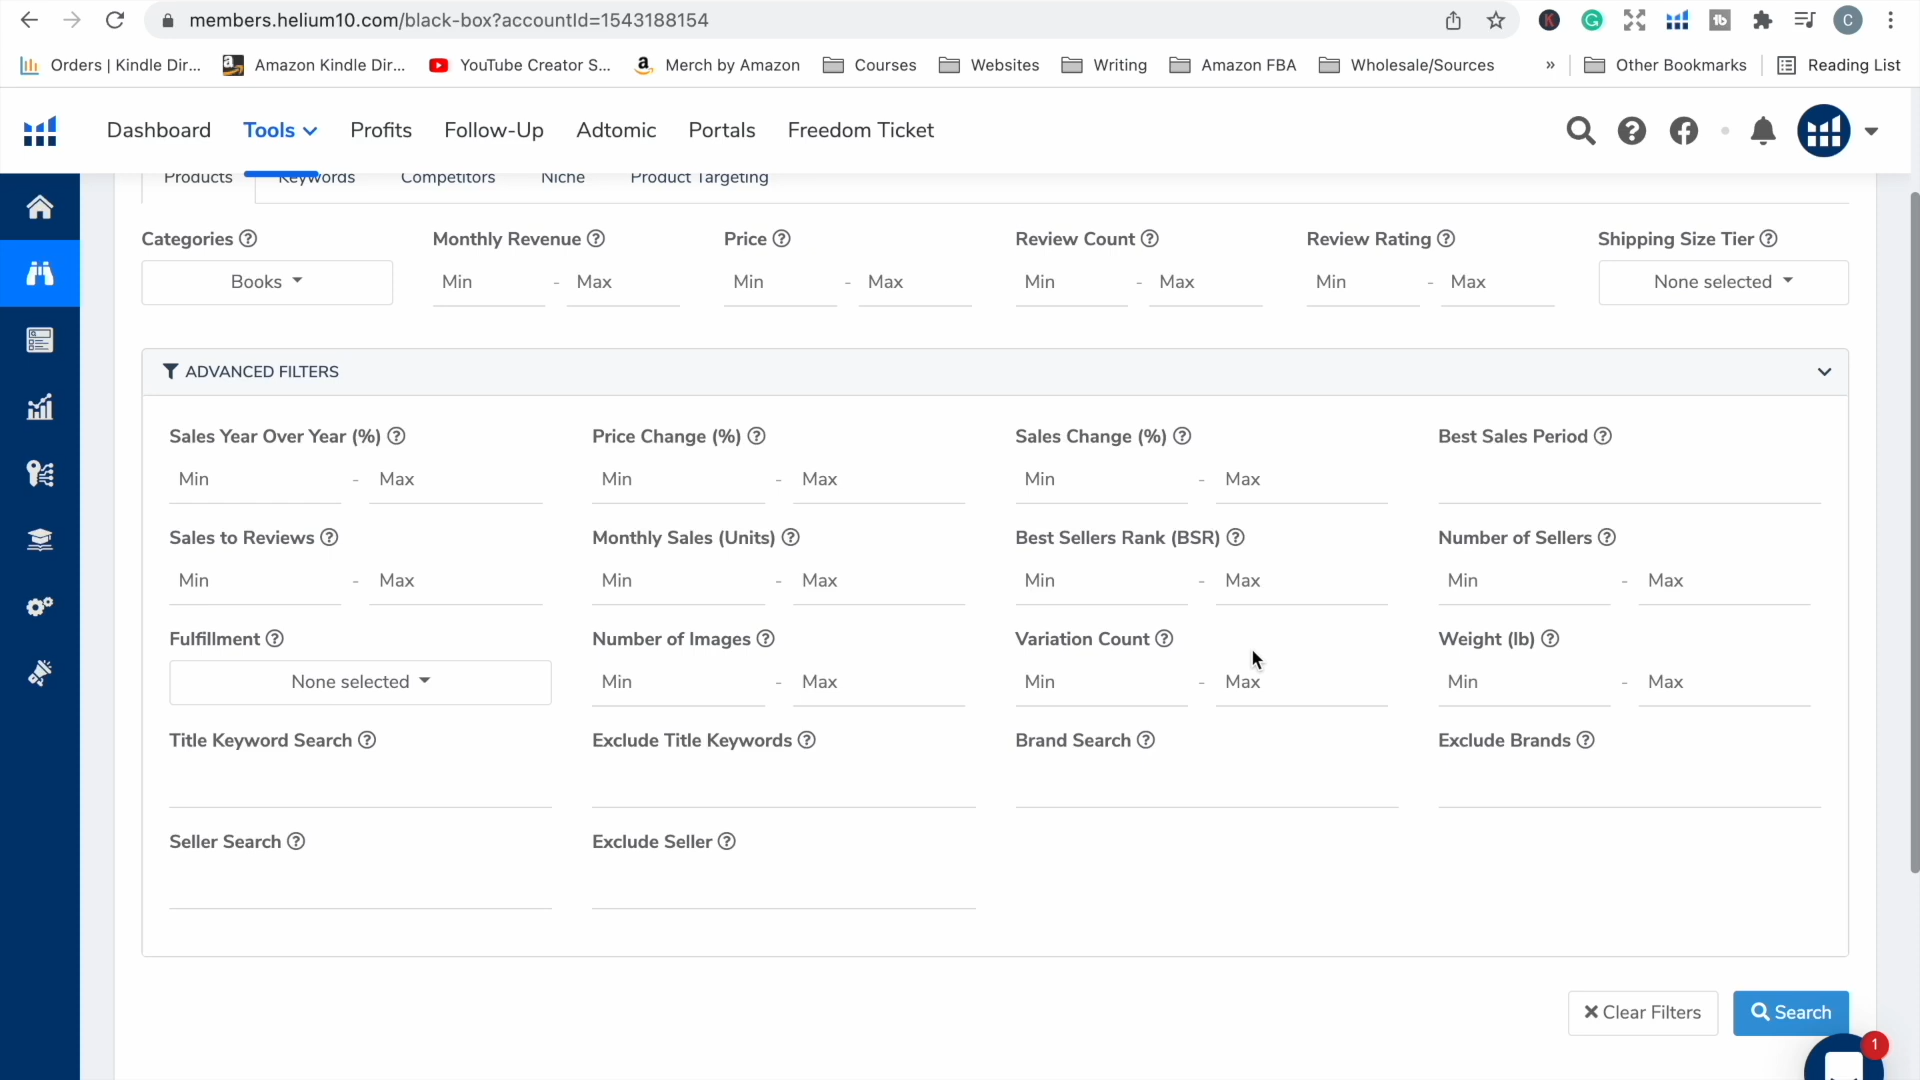 members.helium10.com/black-box?accountId=1543188154
Orders | Kindle Dir... Amazon Kindle Dir... YouTube Creator S... Merch by Amazon Courses Websites Writing Amazon FBA Wholesale/Sources » Other Bookmarks Reading List
Dashboard Tools Profits Follow-Up Adtomic Portals Freedom Ticket
Products Keywords Competitors Niche Product Targeting
Categories Monthly Revenue Price Review Count Review Rating Shipping Size Tier
Books Min - Max Min - Max Min - Max Min - Max None selected
ADVANCED FILTERS
Sales Year Over Year (%) Price Change (%) Sales Change (%) Best Sales Period
Min - Max Min - Max Min - Max
Sales to Reviews Monthly Sales (Units) Best Sellers Rank (BSR) Number of Sellers
Min - Max Min - Max Min - Max Min - Max
Fulfillment Number of Images Variation Count Weight (lb)
None selected Min - Max Min - Max Min - Max
Title Keyword Search Exclude Title Keywords Brand Search Exclude Brands
Seller Search Exclude Seller
Clear Filters Search
1